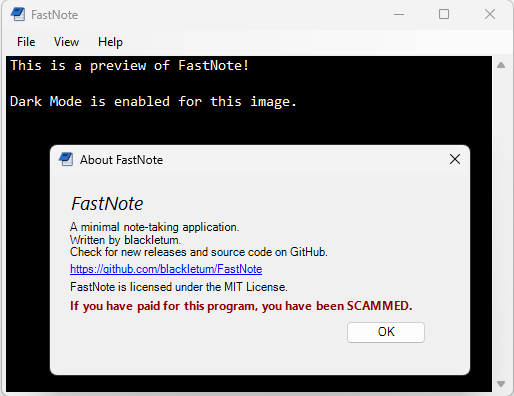 FastNote
File View Help
This is a preview of FastNote!
Dark Mode is enabled for this image.
About FastNote
FastNote
A minimal note-taking application.
Written by blackletum.
Check for new releases and source code on GitHub.
https://github.com/blackletum/FastNote
FastNote is licensed under the MIT License.
If you have paid for this program, you have been SCAMMED.
OK